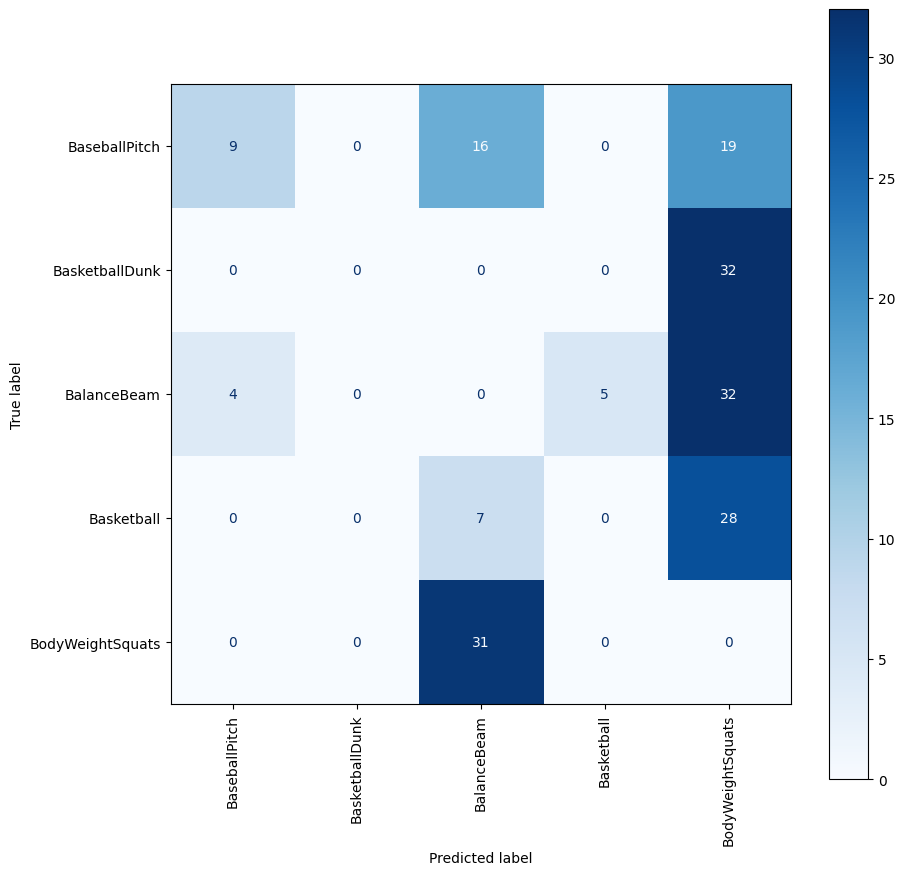 BaseballPitch 9 0 16 0 19
BasketballDunk 0 0 0 0 32
BalanceBeam 4 0 0 5 32
Basketball 0 0 7 0 28
BodyWeightSquats 0 0 31 0 0
True label
BaseballPitch
BasketballDunk
BalanceBeam
Basketball
BodyWeightSquats
Predicted label
30
25
20
15
10
5
0